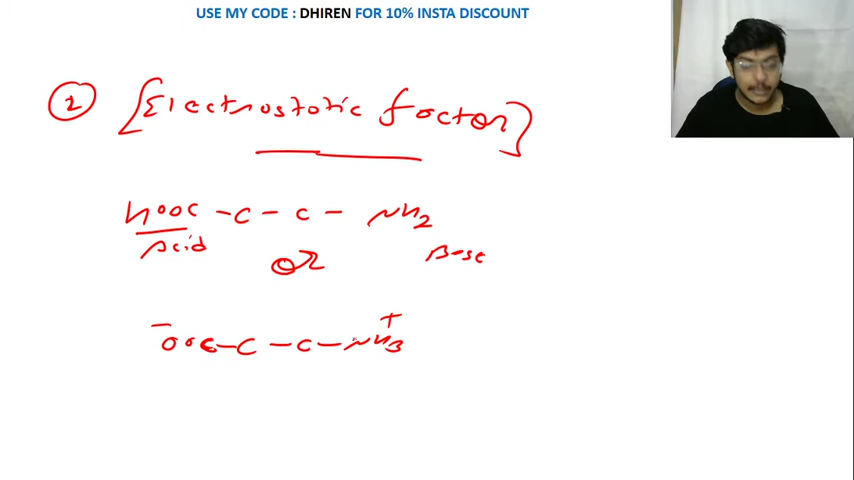 USE MY CODE : DHIREN FOR 10% INSTA DISCOUNT
② [Electrostatic factor]
HOOC - C - C - NH2
Acid Base
OR
⁻OOC - C - C - NH3⁺